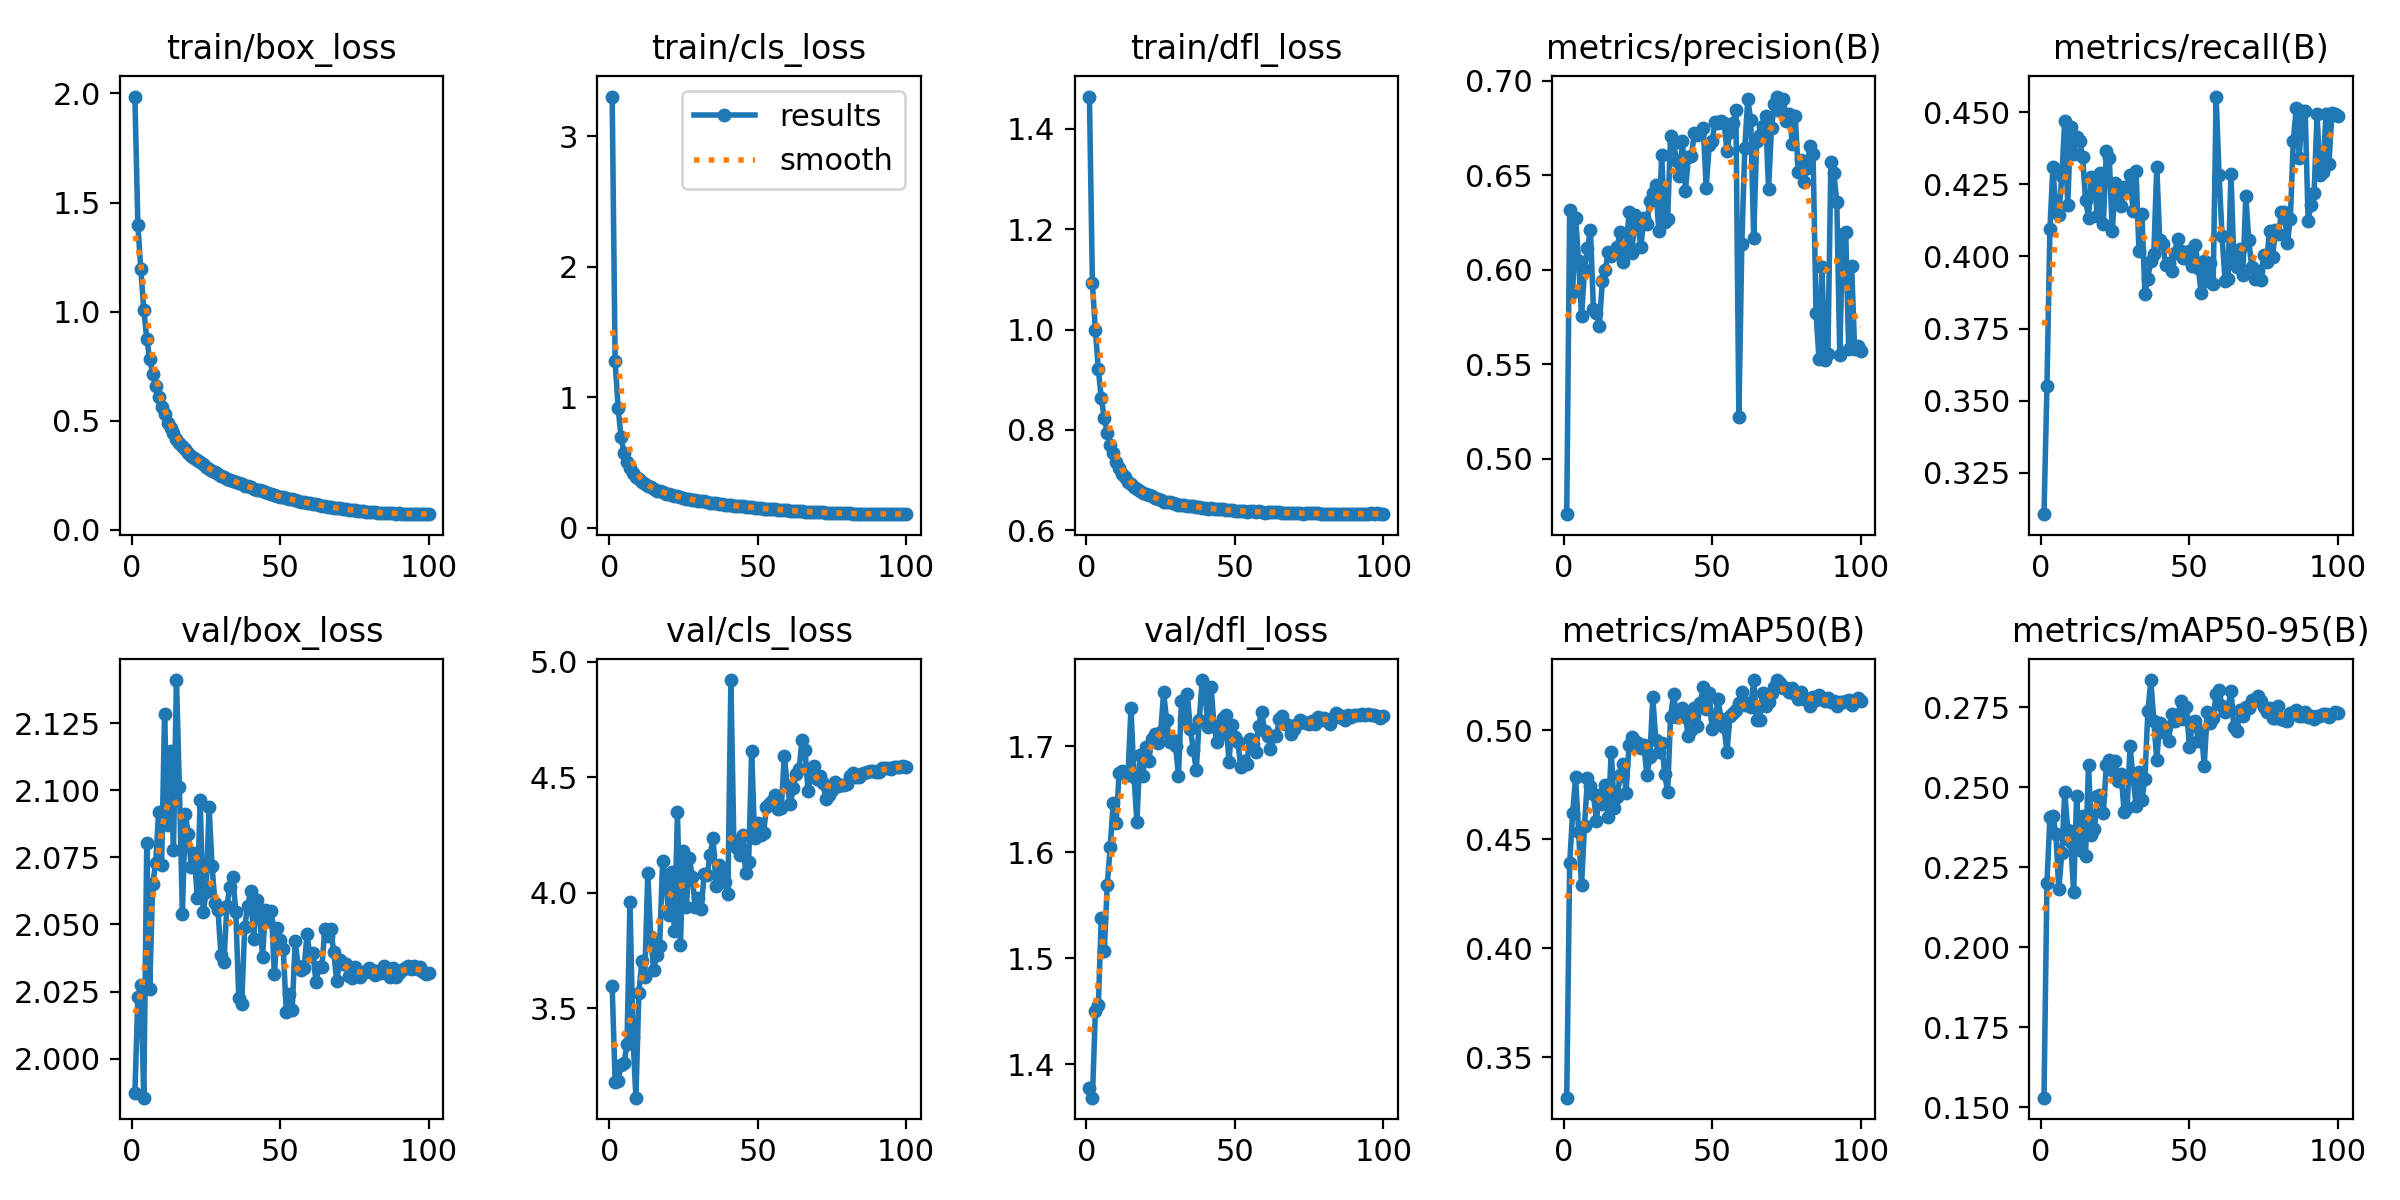 train/box_loss
train/cls_loss
train/dfl_loss
metrics/precision(B)
metrics/recall(B)
2.0
1.5
1.0
0.5
0.0
0 50 100
3
2
1
0
0 50 100
results
smooth
1.4
1.2
1.0
0.8
0.6
0 50 100
0.70
0.65
0.60
0.55
0.50
0 50 100
0.450
0.425
0.400
0.375
0.350
0.325
0 50 100
val/box_loss
val/cls_loss
val/dfl_loss
metrics/mAP50(B)
metrics/mAP50-95(B)
2.125
2.100
2.075
2.050
2.025
2.000
0 50 100
5.0
4.5
4.0
3.5
0 50 100
1.7
1.6
1.5
1.4
0 50 100
0.50
0.45
0.40
0.35
0 50 100
0.275
0.250
0.225
0.200
0.175
0.150
0 50 100